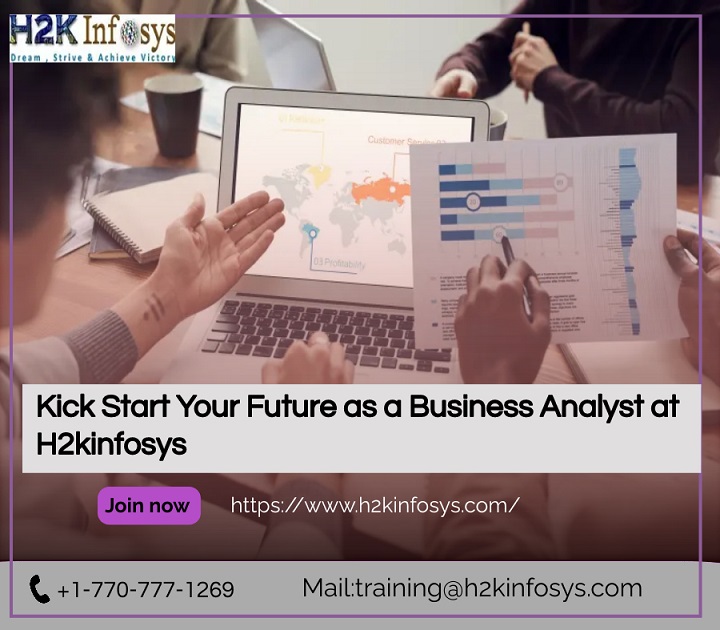 H2K Infosys
Dream , Strive & Achieve Victory
Customer Service
03 Profitability
Kick Start Your Future as a Business Analyst at
H2kinfosys
Join now
https://www.h2kinfosys.com/
+1-770-777-1269
Mail:training@h2kinfosys.com